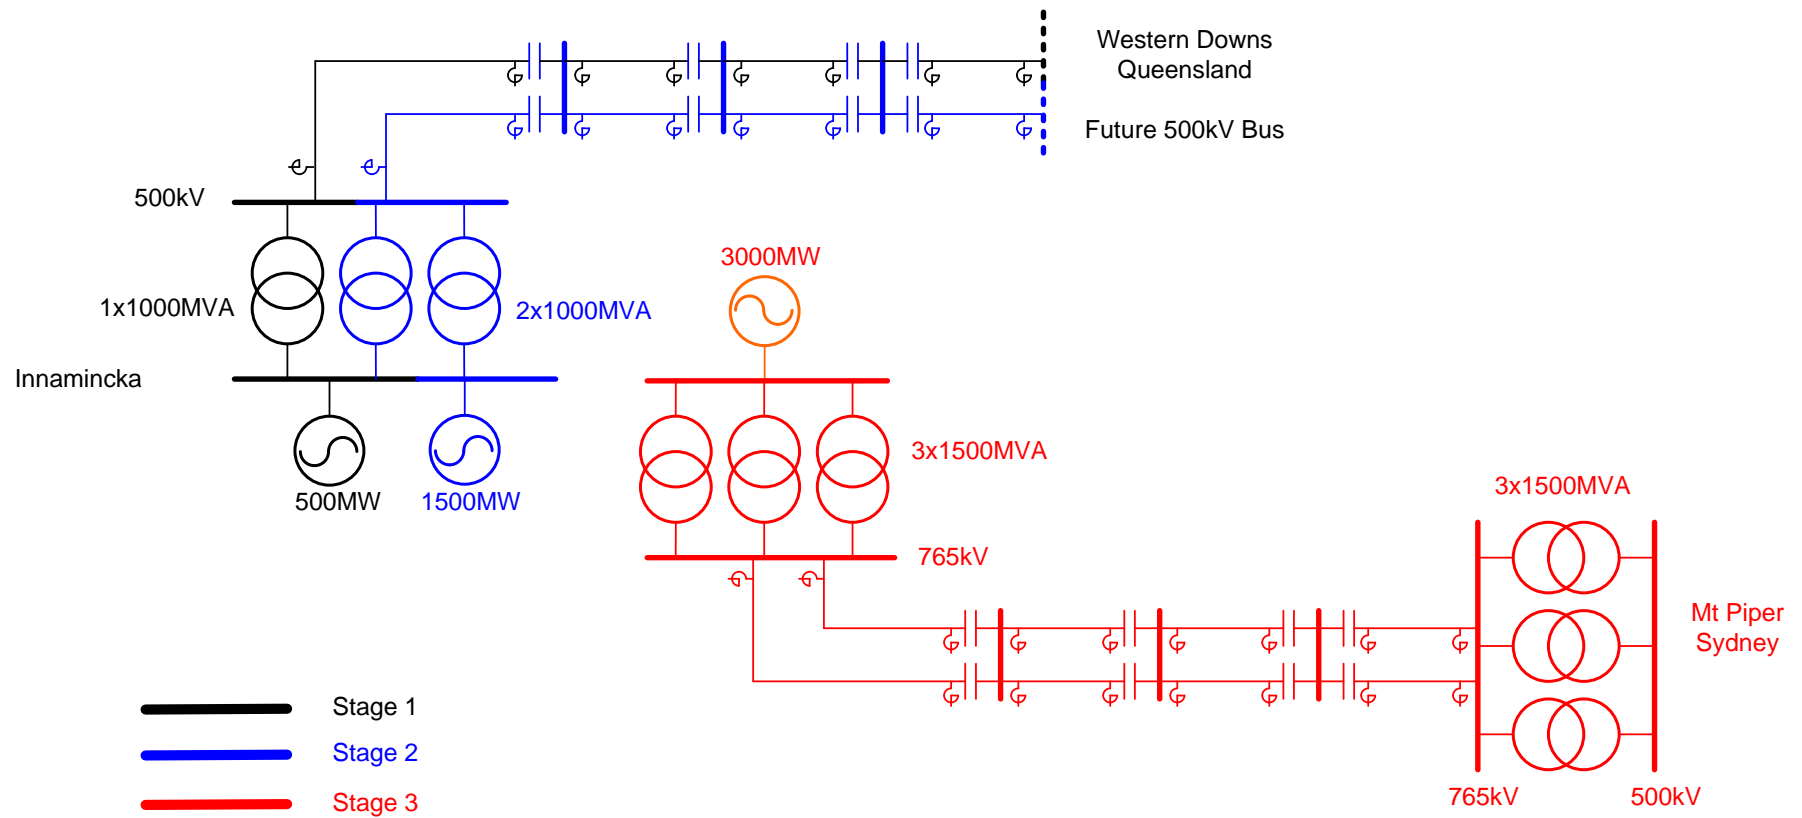 Western Downs
Queensland
Future 500kV Bus
500kV
1x1000MVA
2x1000MVA
Innamincka
500MW
1500MW
3000MW
3x1500MVA
765kV
3x1500MVA
Mt Piper
Sydney
765kV
500kV
Stage 1
Stage 2
Stage 3